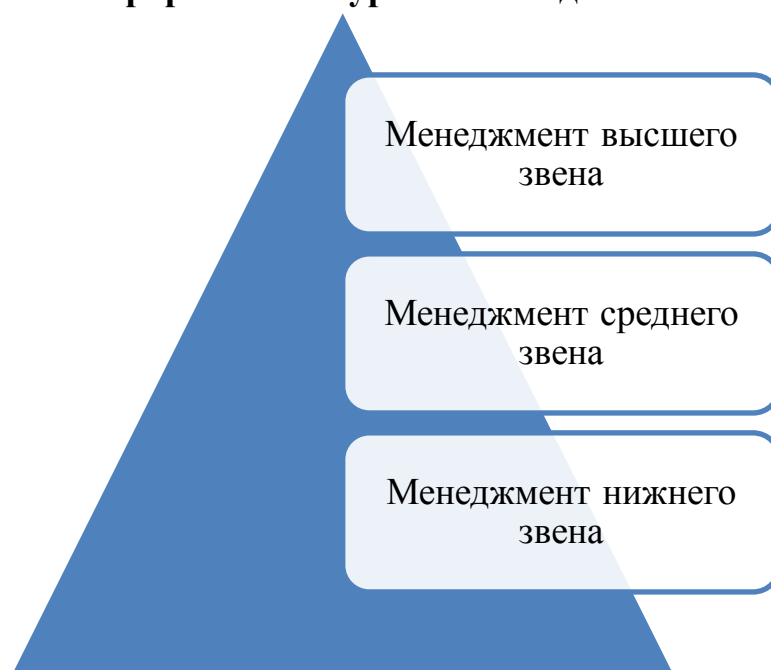 Менеджмент высшего
звена
Менеджмент среднего
звена
Менеджмент нижнего
звена